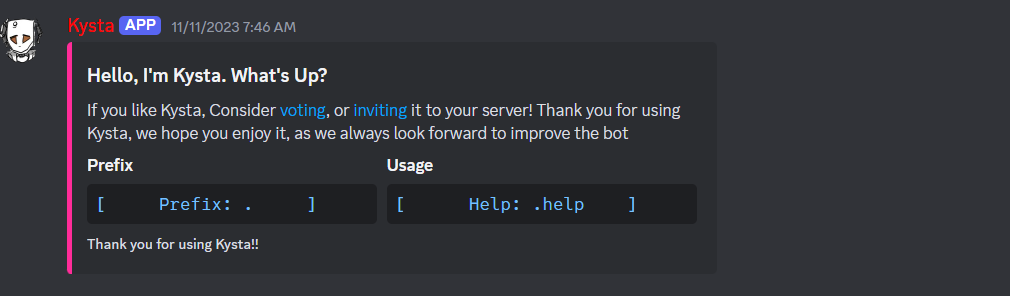 Kysta APP 11/11/2023 7:46 AM
Hello, I'm Kysta. What's Up?
If you like Kysta, Consider voting, or inviting it to your server! Thank you for using
Kysta, we hope you enjoy it, as we always look forward to improve the bot
Prefix Usage
[ Prefix: . ] [ Help: .help ]
Thank you for using Kysta!!